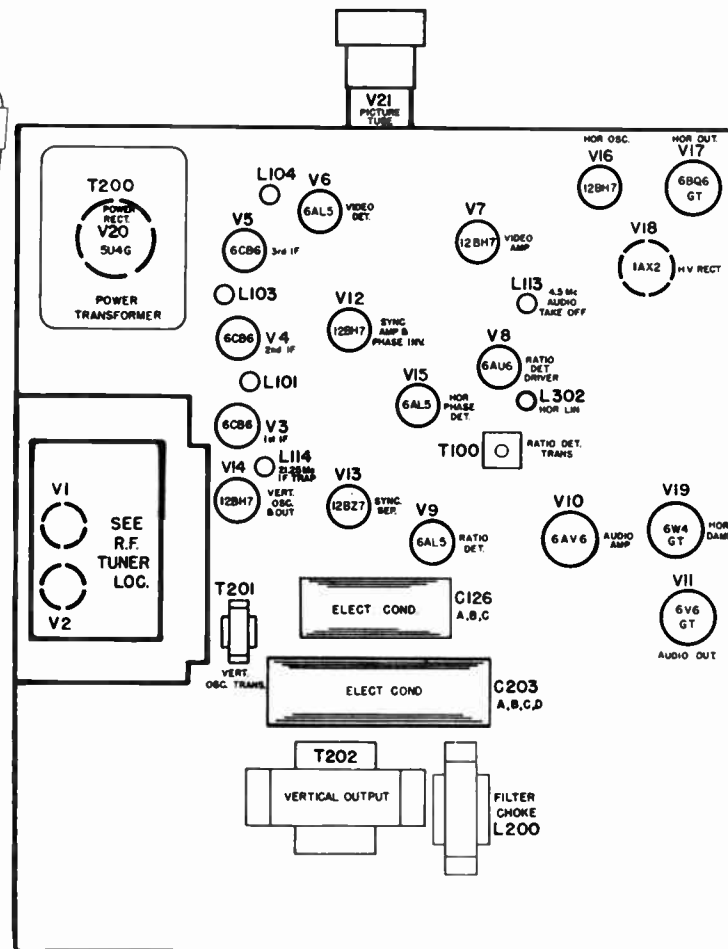 V21
PICTURE
TUBE
HOR OSC.
V16
12BH7
HOR OUT.
V17
6BQ6
GT
T200
POWER
RECT.
V20
5U4G
POWER
TRANSFORMER
L104
V6
6AL5
VIDEO
DET.
V5
6CB6
3rd IF
V7
12BH7
VIDEO
AMP
V18
1AX2
HV RECT
L103
L113
4.5 Mc
AUDIO
TAKE OFF
V12
12BH7
SYNC
AMP &
PHASE INV.
6CB6
V4
2nd IF
V8
6AU6
RATIO
DET
DRIVER
L101
V15
6AL5
HOR
PHASE
DET.
L302
HOR LIN
6CB6
V3
1st IF
T100
RATIO DET.
TRANS
L114
21.25 Mc
IF TRAP
V14
12BH7
VERT.
OSC.
& OUT
V13
12BZ7
SYNC.
SEP.
V9
6AL5
RATIO
DET.
V10
6AV6
AUDIO
AMP
V19
6W4
GT
HOR
DAM
V1
SEE
R.F.
TUNER
LOC.
V2
V11
6V6
GT
AUDIO OUT.
T201
VERT.
OSC. TRANS.
ELECT COND
C126
A,B,C
ELECT COND
C203
A,B,C,D
T202
VERTICAL OUTPUT
FILTER
CHOKE
L200